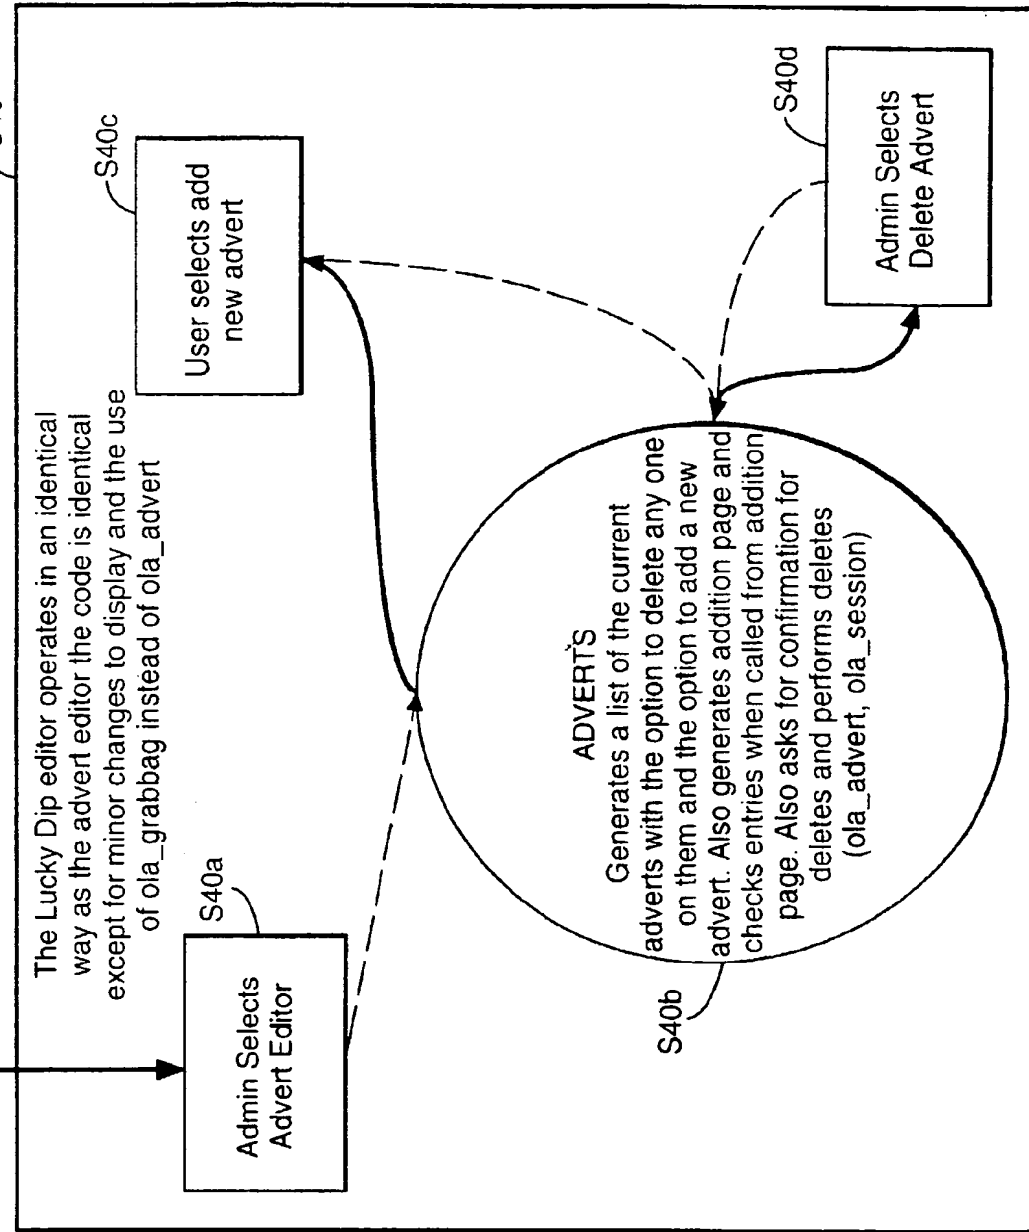 The Lucky Dip editor operates in an identical
way as the advert editor the code is identical
except for minor changes to display and the use
of ola_grabbag instead of ola_advert
S40a
Admin Selects
Advert Editor
S40c
User selects add
new advert
S40b
ADVERTS
Generates a list of the current
adverts with the option to delete any one
on them and the option to add a new
advert. Also generates addition page and
checks entries when called from addition
page. Also asks for confirmation for
deletes and performs deletes
(ola_advert, ola_session)
S40d
Admin Selects
Delete Advert